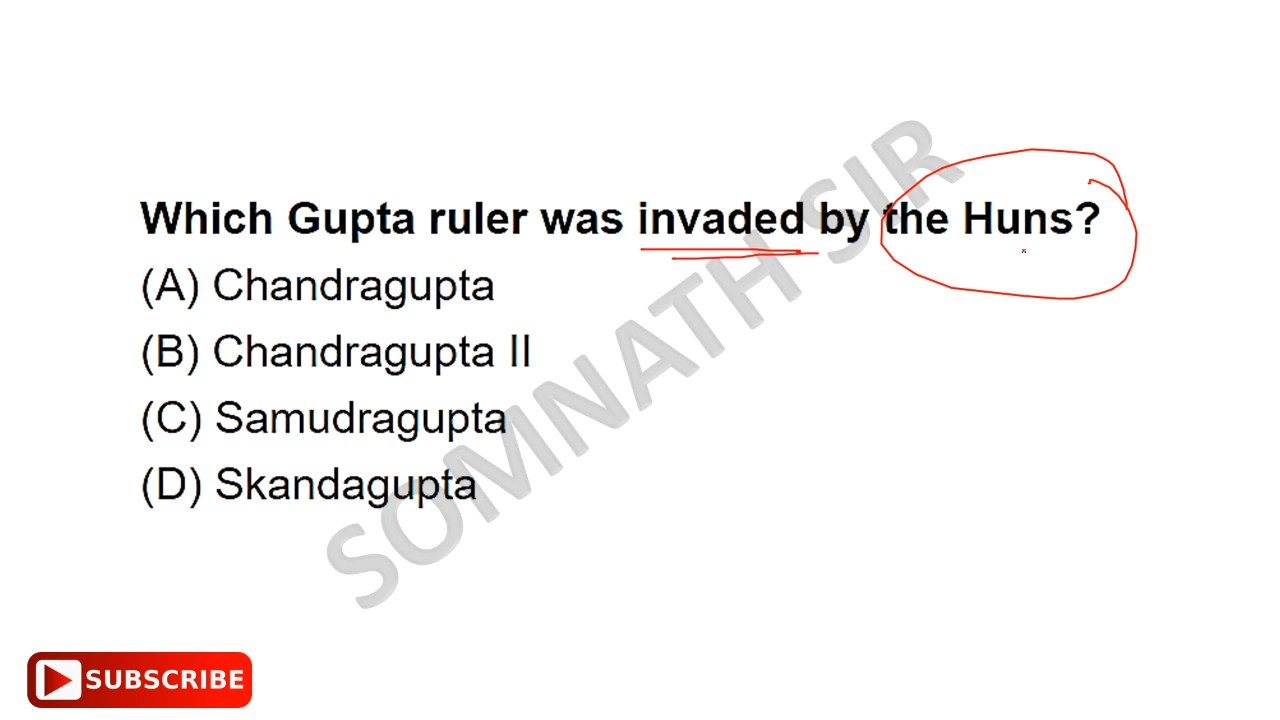 Which Gupta ruler was invaded by the Huns?
(A) Chandragupta
(B) Chandragupta II
(C) Samudragupta
(D) Skandagupta
SOMNATH SIR
SUBSCRIBE